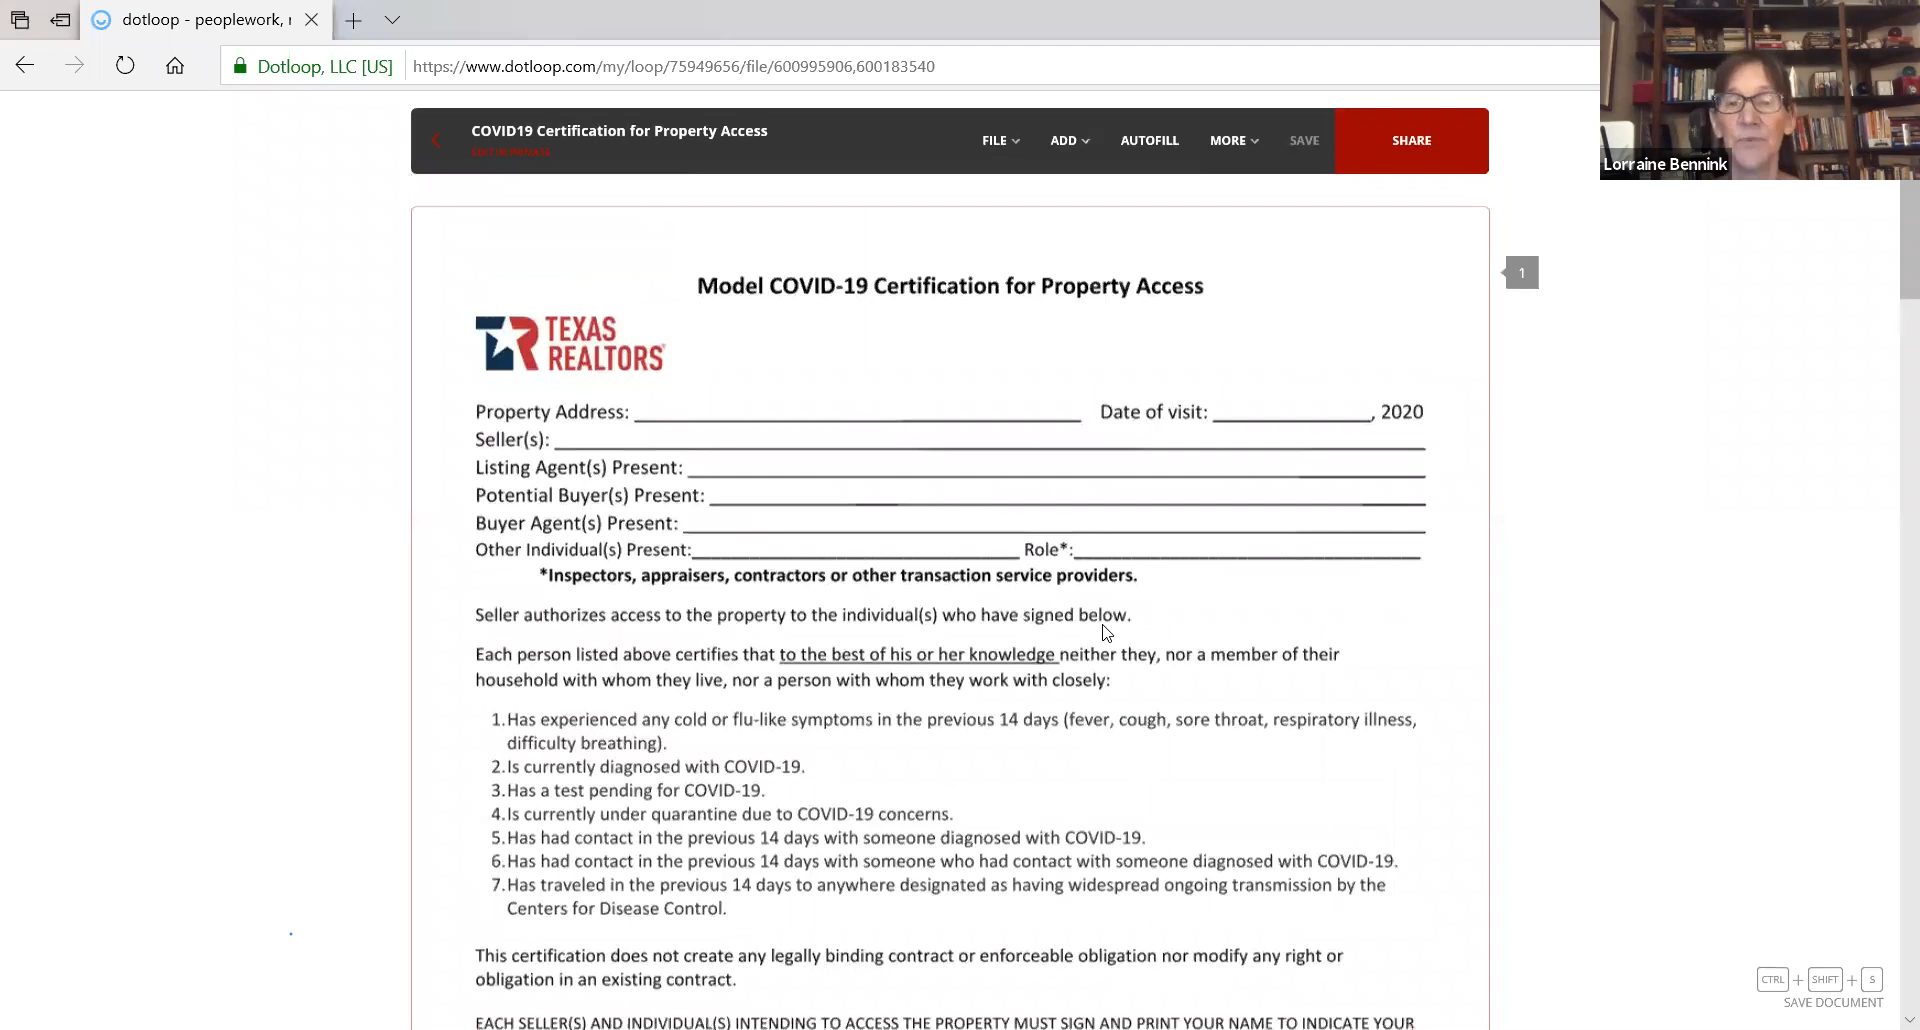 dotloop - peoplework, r
Dotloop, LLC [US]
https://www.dotloop.com/my/loop/75949656/file/600995906,600183540
Lorraine Bennink
COVID19 Certification for Property Access
FILE
ADD
AUTOFILL
MORE
SAVE
SHARE
1
Model COVID-19 Certification for Property Access
TEXAS
REALTORS®
Property Address: Date of visit: , 2020
Seller(s):
Listing Agent(s) Present:
Potential Buyer(s) Present:
Buyer Agent(s) Present:
Other Individual(s) Present: Role*:
*Inspectors, appraisers, contractors or other transaction service providers.
Seller authorizes access to the property to the individual(s) who have signed below.
Each person listed above certifies that to the best of his or her knowledge neither they, nor a member of their
household with whom they live, nor a person with whom they work with closely:
1. Has experienced any cold or flu-like symptoms in the previous 14 days (fever, cough, sore throat, respiratory illness,
difficulty breathing).
2. Is currently diagnosed with COVID-19.
3. Has a test pending for COVID-19.
4. Is currently under quarantine due to COVID-19 concerns.
5. Has had contact in the previous 14 days with someone diagnosed with COVID-19.
6. Has had contact in the previous 14 days with someone who had contact with someone diagnosed with COVID-19.
7. Has traveled in the previous 14 days to anywhere designated as having widespread ongoing transmission by the
Centers for Disease Control.
This certification does not create any legally binding contract or enforceable obligation nor modify any right or
obligation in an existing contract.
EACH SELLER(S) AND INDIVIDUAL(S) INTENDING TO ACCESS THE PROPERTY MUST SIGN AND PRINT YOUR NAME TO INDICATE YOUR
CTRL + SHIFT + S
SAVE DOCUMENT